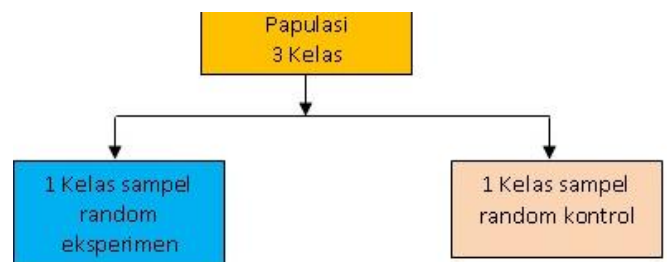 Papulasi
3 Kelas
1 Kelas sampel
random
eksperimen
1 Kelas sampel
random kontrol